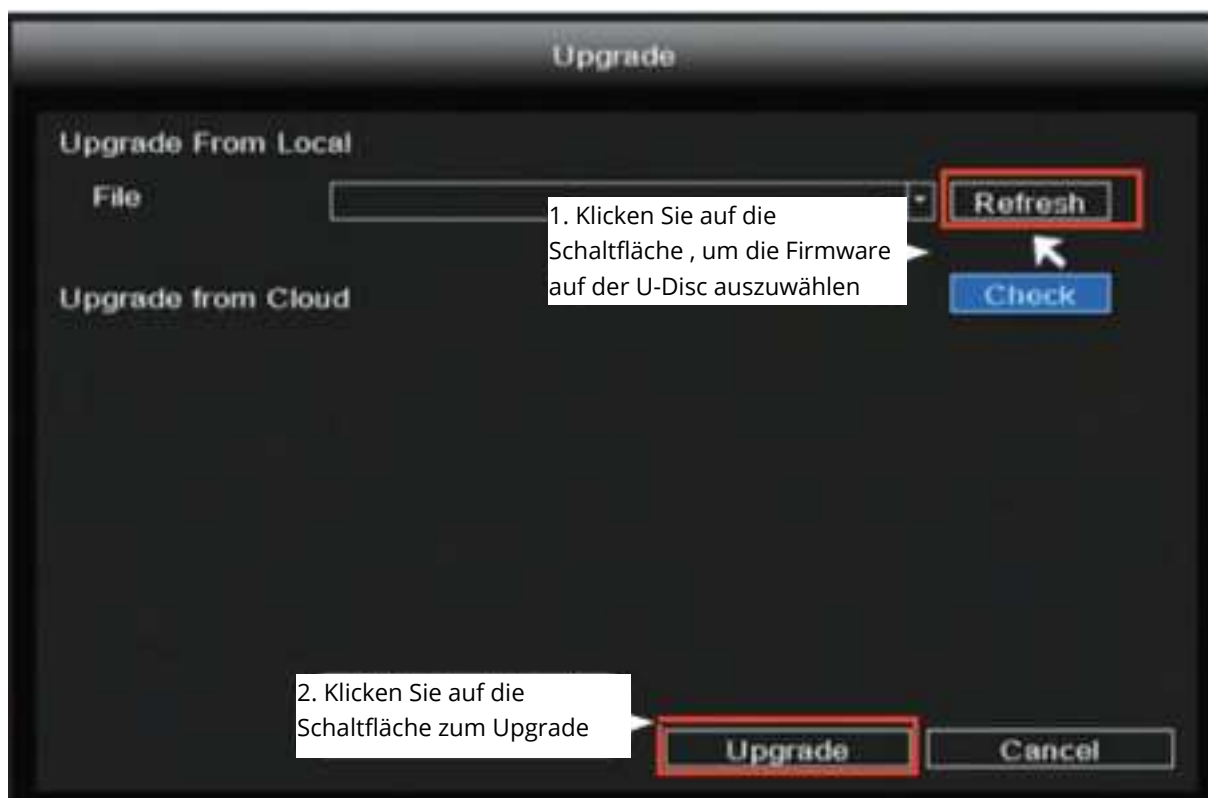 Upgrade
Upgrade From Local
File
Refresh
1. Klicken Sie auf die
Schaltfläche , um die Firmware
auf der U-Disc auszuwählen
Upgrade from Cloud
Check
2. Klicken Sie auf die
Schaltfläche zum Upgrade
Upgrade
Cancel